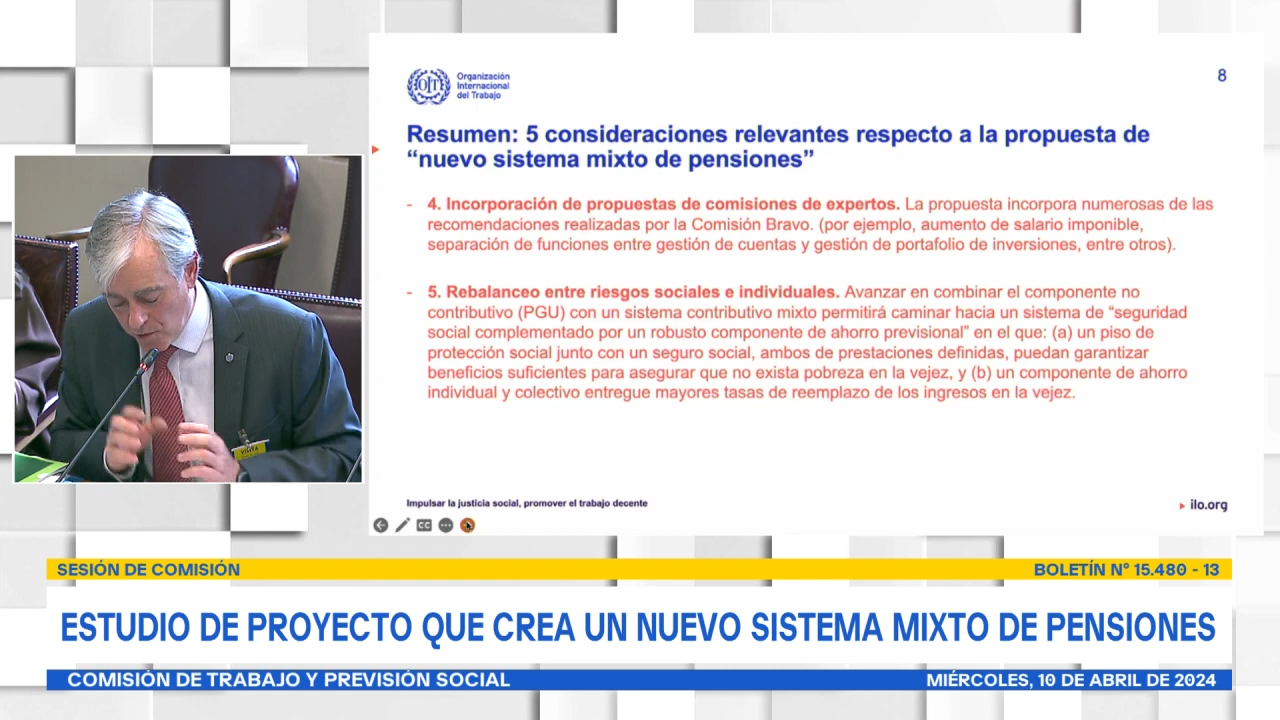 OIT
Organización
Internacional
del Trabajo
8
Resumen: 5 consideraciones relevantes respecto a la propuesta de
“nuevo sistema mixto de pensiones”
- 4. Incorporación de propuestas de comisiones de expertos. La propuesta incorpora numerosas de las
recomendaciones realizadas por la Comisión Bravo. (por ejemplo, aumento de salario imponible,
separación de funciones entre gestión de cuentas y gestión de portafolio de inversiones, entre otros).
- 5. Rebalanceo entre riesgos sociales e individuales. Avanzar en combinar el componente no
contributivo (PGU) con un sistema contributivo mixto permitirá caminar hacia un sistema de “seguridad
social complementado por un robusto componente de ahorro previsional” en el que: (a) un piso de
protección social junto con un seguro social, ambos de prestaciones definidas, puedan garantizar
beneficios suficientes para asegurar que no exista pobreza en la vejez, y (b) un componente de ahorro
individual y colectivo entregue mayores tasas de reemplazo de los ingresos en la vejez.
VISITA
Impulsar la justicia social, promover el trabajo decente
ilo.org
CC
SESIÓN DE COMISIÓN
BOLETÍN N° 15.480 - 13
ESTUDIO DE PROYECTO QUE CREA UN NUEVO SISTEMA MIXTO DE PENSIONES
COMISIÓN DE TRABAJO Y PREVISIÓN SOCIAL
MIÉRCOLES, 10 DE ABRIL DE 2024